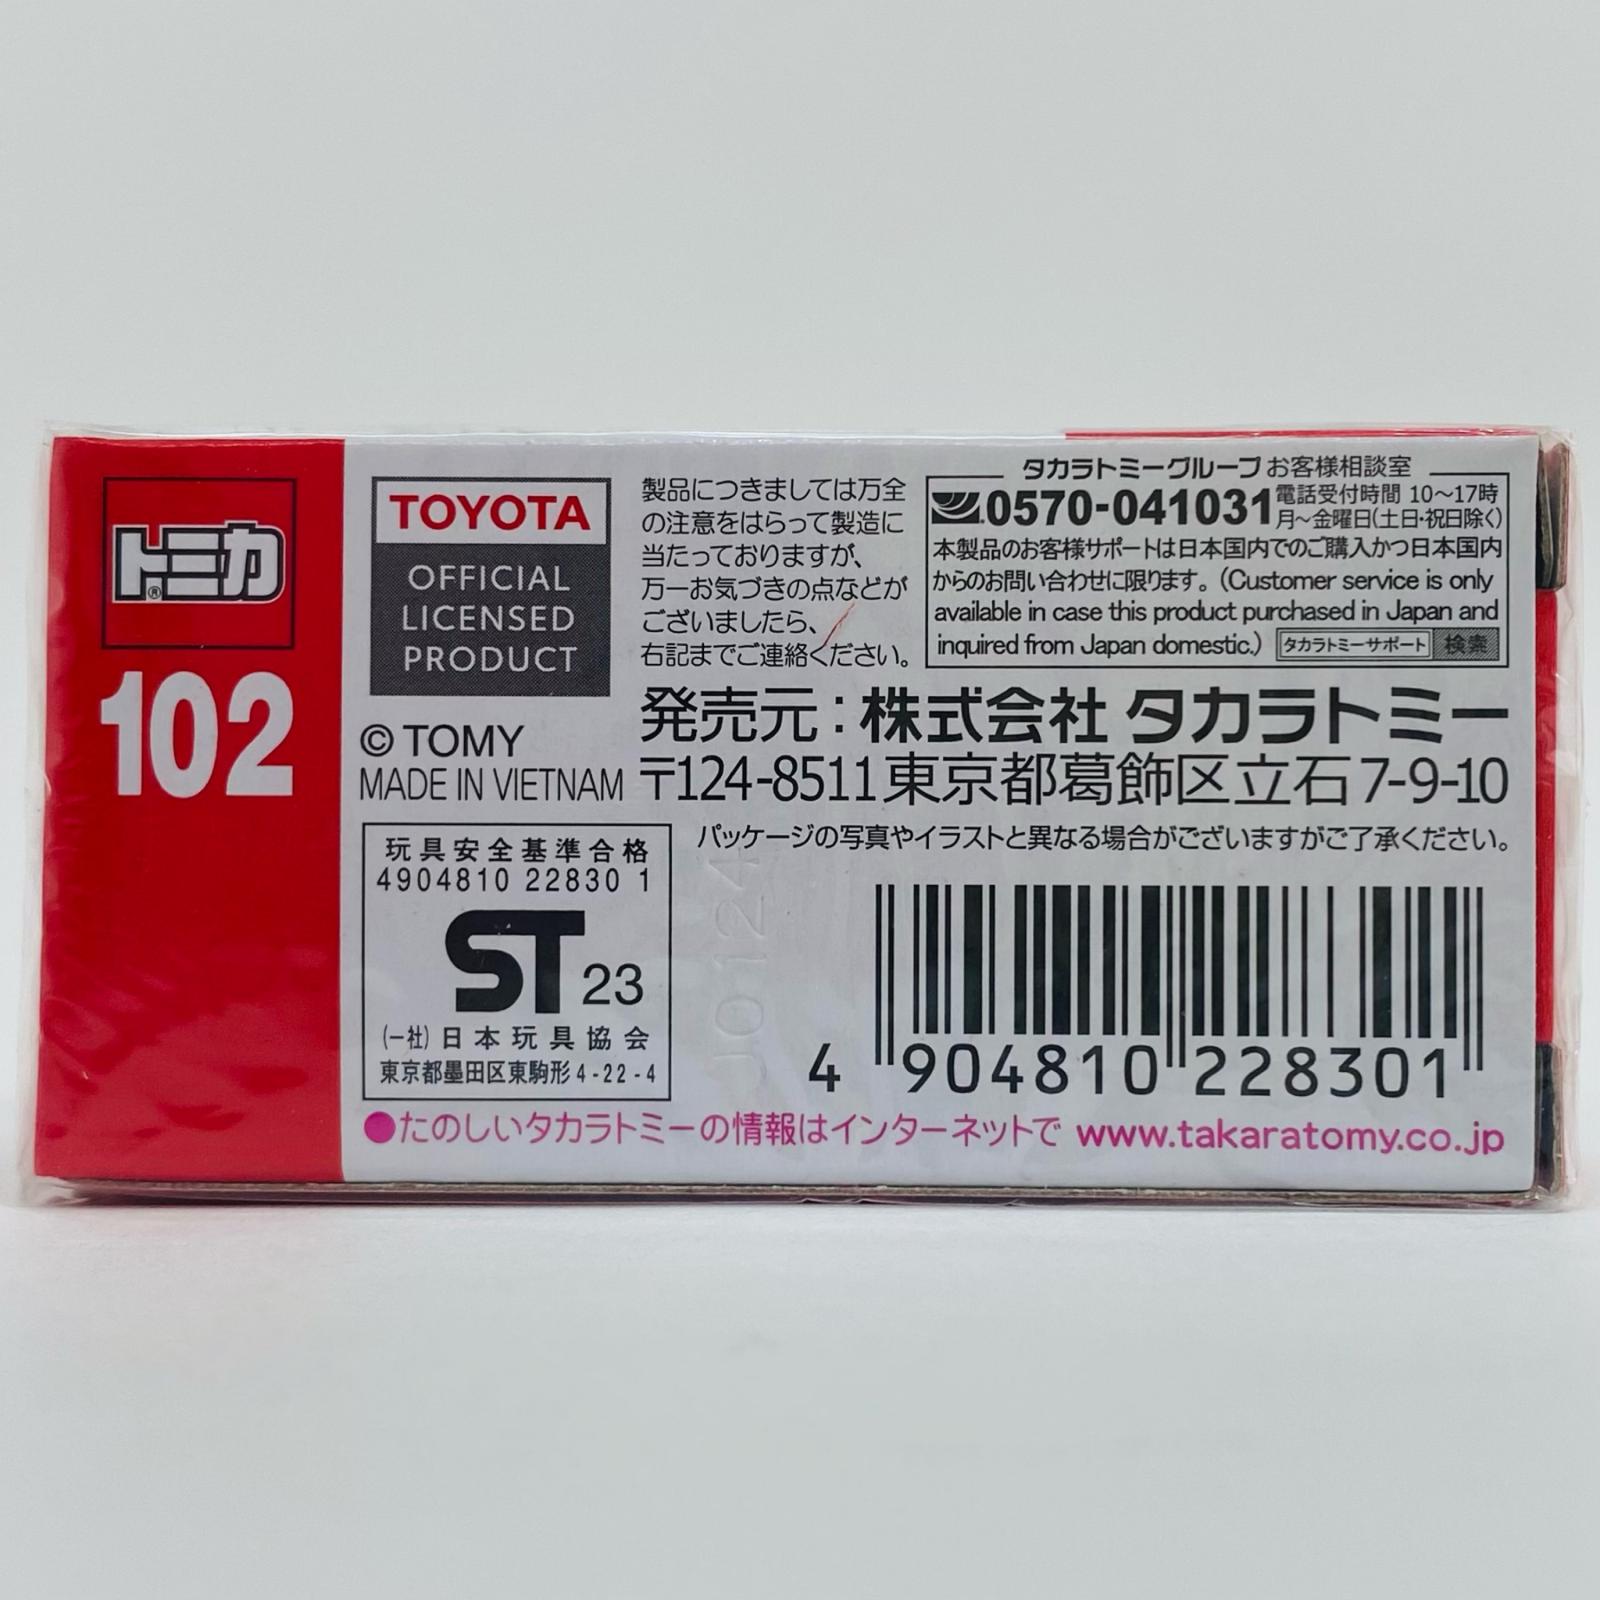 トミカ®
102
TOYOTA
OFFICIAL
LICENSED
PRODUCT
© TOMY
MADE IN VIETNAM
玩具安全基準合格
4904810 22830 1
ST 23
(一社)日本玩具協会
東京都墨田区東駒形4-22-4
製品につきましては万全
の注意をはらって製造に
当たっておりますが、
万一お気づきの点などが
ございましたら、
右記までご連絡ください。
タカラトミーグループ お客様相談室
0570-041031
電話受付時間 10〜17時
月〜金曜日(土日・祝日除く)
本製品のお客様サポートは日本国内でのご購入かつ日本国内
からのお問い合わせに限ります。(Customer service is only
available in case this product purchased in Japan and
inquired from Japan domestic.) タカラトミーサポート 検索
発売元：株式会社 タカラトミー
〒124-8511東京都葛飾区立石7-9-10
パッケージの写真やイラストと異なる場合がございますがご了承ください。
J0124
4 904810 228301
●たのしいタカラトミーの情報はインターネットで www.takaratomy.co.jp